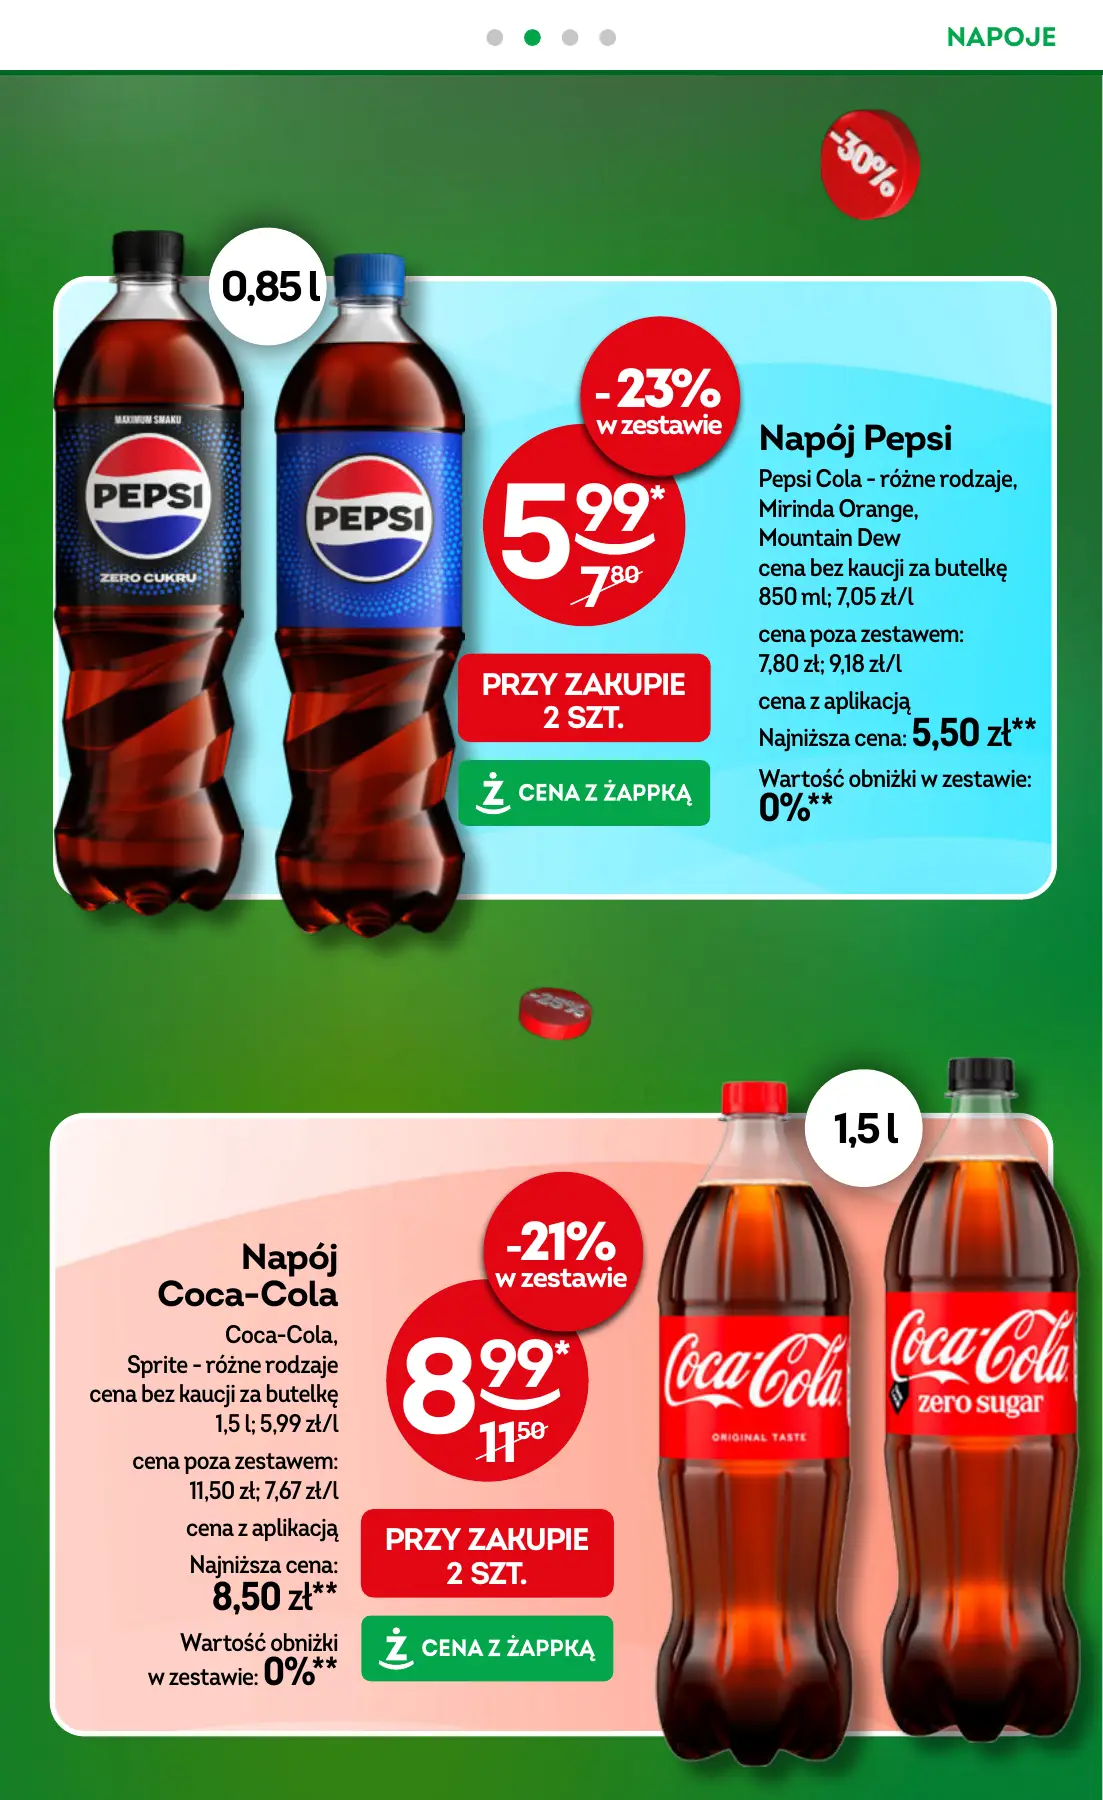 NAPOJE
-30%
0,85 l
MAXIMUM SMAKU
PEPSI
ZERO CUKRU
PEPSI
-23%
w zestawie
5 99*
7 80
PRZY ZAKUPIE
2 SZT.
Ż CENA Z ŻAPPKĄ
Napój Pepsi
Pepsi Cola - różne rodzaje,
Mirinda Orange,
Mountain Dew
cena bez kaucji za butelkę
850 ml; 7,05 zł/l
cena poza zestawem:
7,80 zł; 9,18 zł/l
cena z aplikacją
Najniższa cena: 5,50 zł**
Wartość obniżki w zestawie:
0%**
-25%
1,5 l
Napój
Coca-Cola
Coca-Cola,
Sprite - różne rodzaje
cena bez kaucji za butelkę
1,5 l; 5,99 zł/l
cena poza zestawem:
11,50 zł; 7,67 zł/l
cena z aplikacją
Najniższa cena:
8,50 zł**
Wartość obniżki
w zestawie: 0%**
-21%
w zestawie
8 99*
11 50
PRZY ZAKUPIE
2 SZT.
Ż CENA Z ŻAPPKĄ
Coca-Cola
ORIGINAL TASTE
Coca-Cola
zero sugar